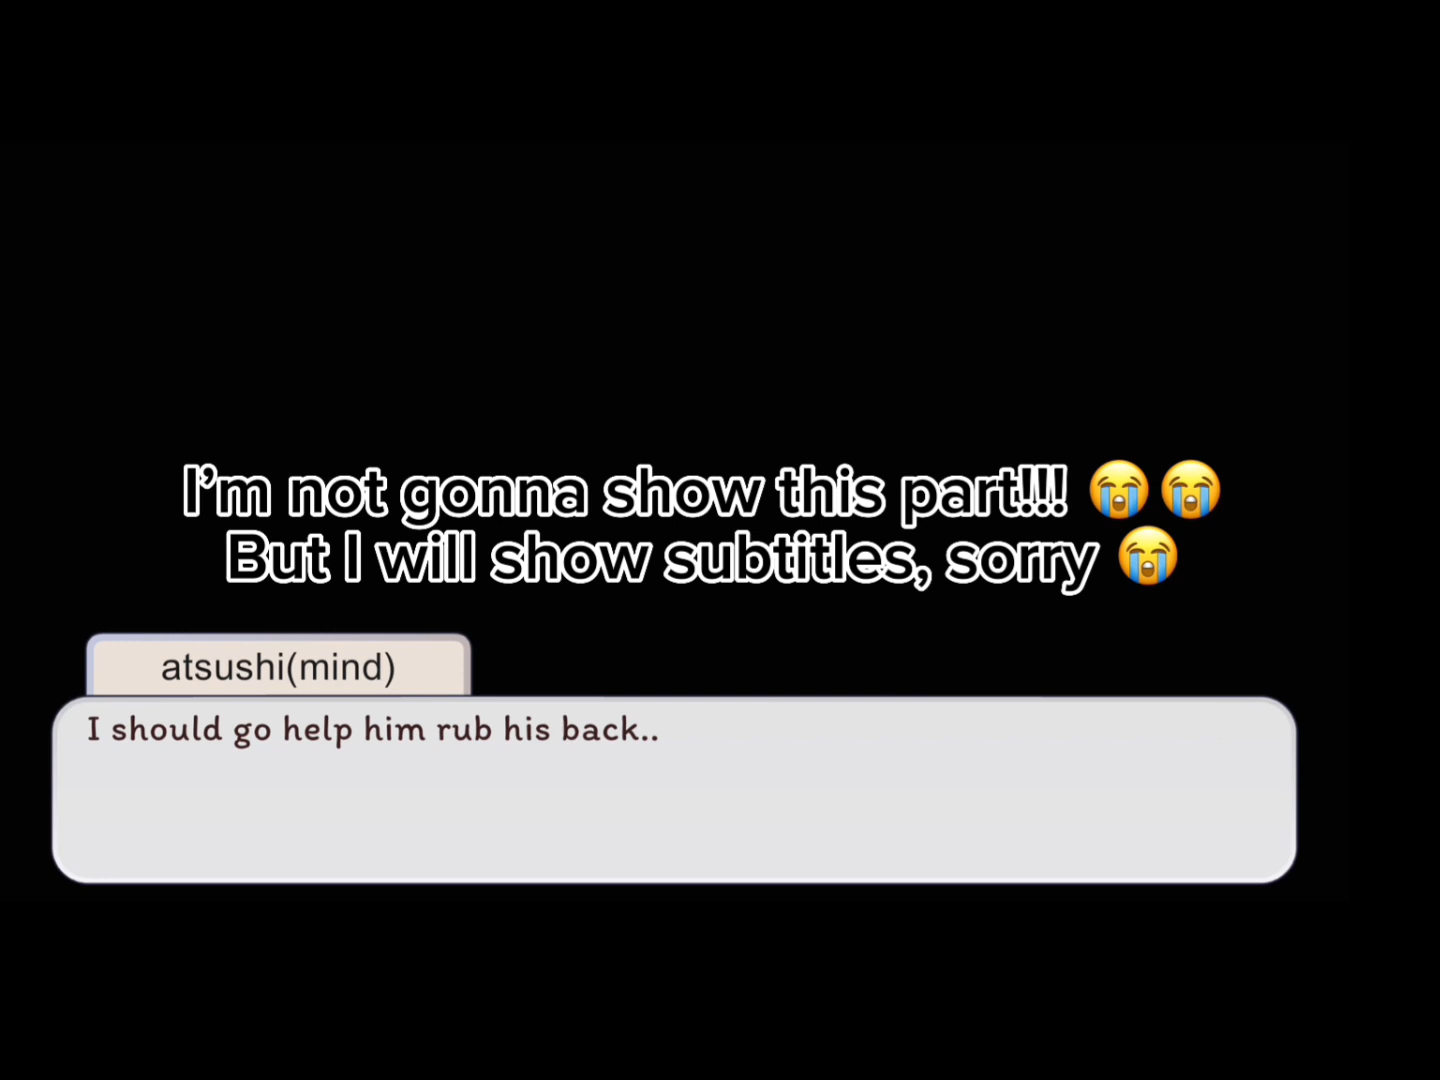 I’m not gonna show this part!!! 😭😭
But I will show subtitles, sorry 😭
atsushi(mind)
I should go help him rub his back..